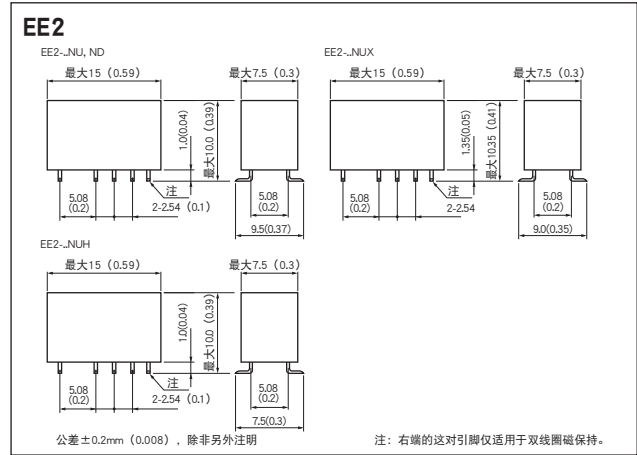 EE2
EE2-..NU, ND
最大15 (0.59)
最大7.5 (0.3)
1.0(0.04)
最大10.0 (0.39)
5.08
(0.2)
注
2-2.54 (0.1)
5.08
(0.2)
9.5(0.37)
EE2-..NUX
最大15 (0.59)
最大7.5 (0.3)
1.35(0.05)
最大10.35 (0.41)
5.08
(0.2)
注
2-2.54
5.08
(0.2)
9.0(0.35)
EE2-..NUH
最大15 (0.59)
最大7.5 (0.3)
1.0(0.04)
最大10.0 (0.39)
5.08
(0.2)
注
2-2.54 (0.1)
5.08
(0.2)
7.5(0.3)
公差±0.2mm (0.008) , 除非另外注明
注: 右端的这对引脚仅适用于双线圈磁保持。